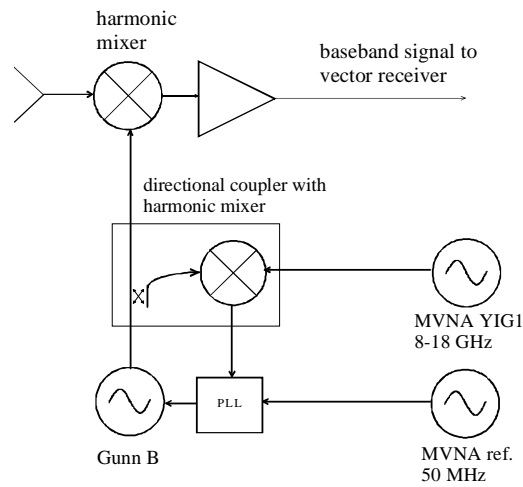 harmonic
mixer
baseband signal to
vector receiver
directional coupler with
harmonic mixer
MVNA YIG1
8-18 GHz
PLL
Gunn B
MVNA ref.
50 MHz